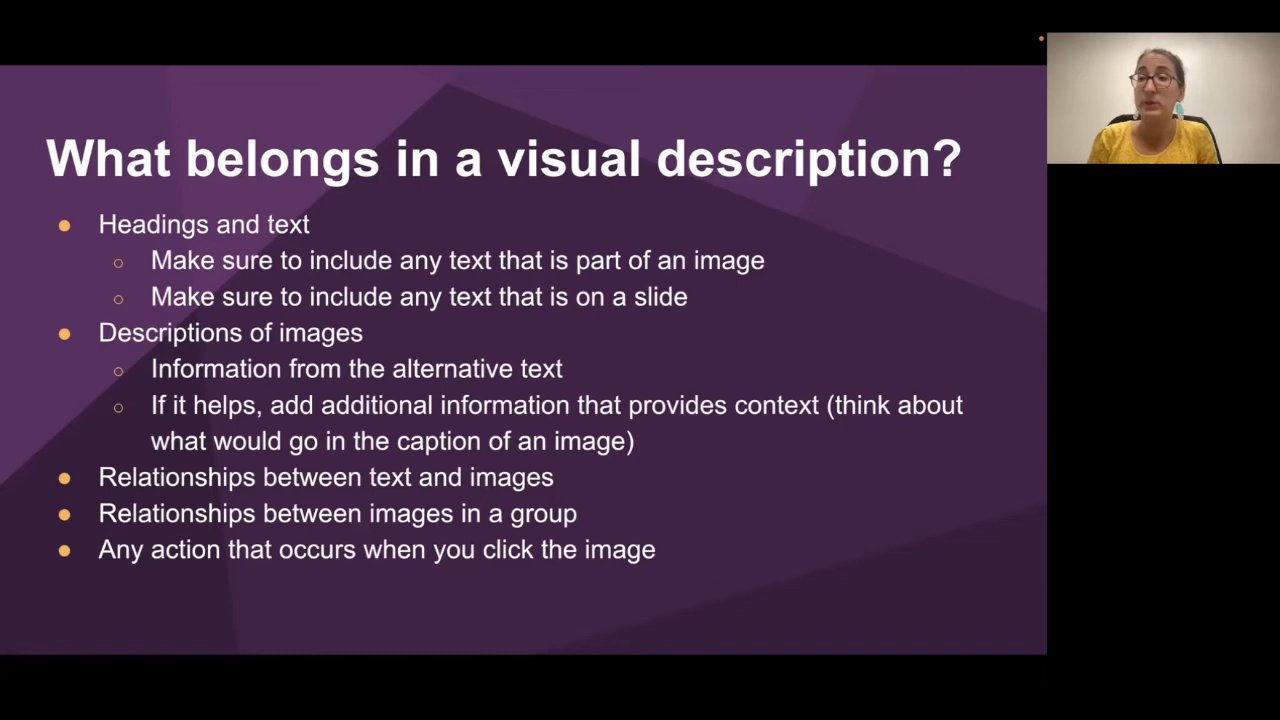 What belongs in a visual description?
● Headings and text
○ Make sure to include any text that is part of an image
○ Make sure to include any text that is on a slide
● Descriptions of images
○ Information from the alternative text
○ If it helps, add additional information that provides context (think about
what would go in the caption of an image)
● Relationships between text and images
● Relationships between images in a group
● Any action that occurs when you click the image